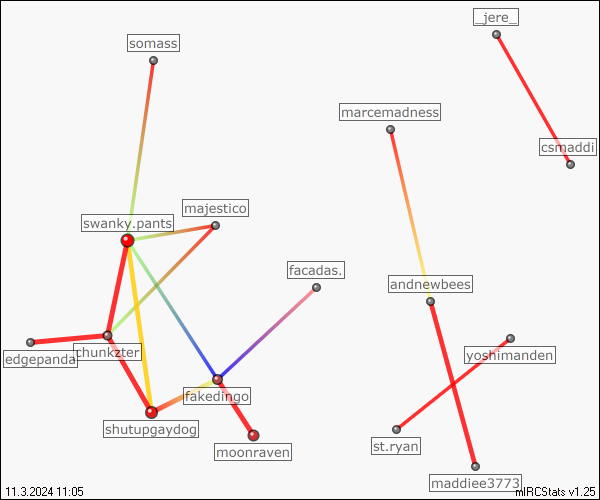 _jere_
somass
marcemadness
csmaddi
majestico
swanky.pants
facadas.
andnewbees
edgepanda
chunkzter
yoshimanden
fakedingo
shutupgaydog
st.ryan
moonraven
maddiee3773
11.3.2024 11:05
mIRCStats v1.25